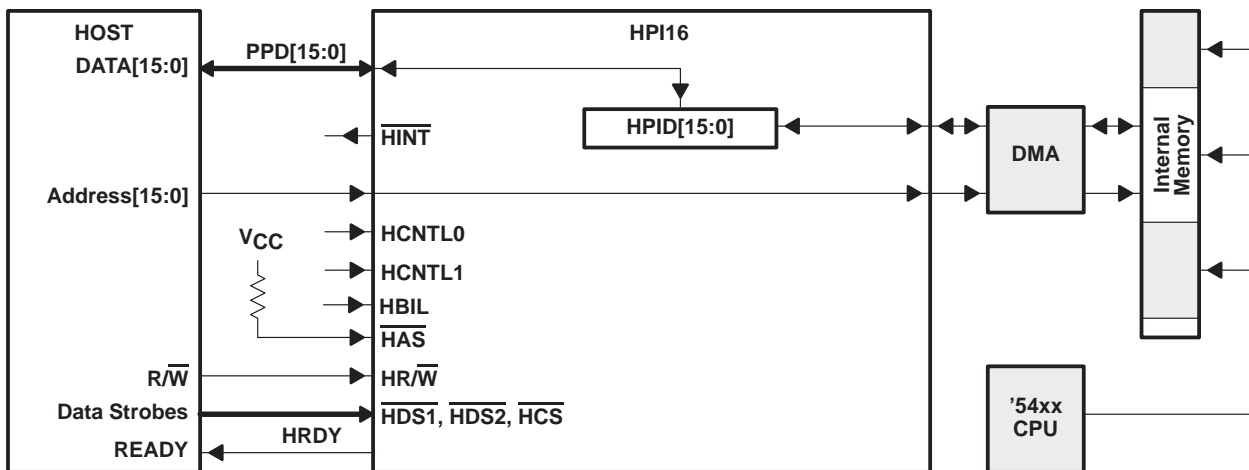 HOST
HPI16
DATA[15:0]
PPD[15:0]
HPID[15:0]
HINT
DMA
Internal
Memory
Address[15:0]
HCNTL0
VCC
HCNTL1
HBIL
HAS
R/W
HR/W
Data Strobes
HDS1, HDS2, HCS
READY
HRDY
’54xx
CPU